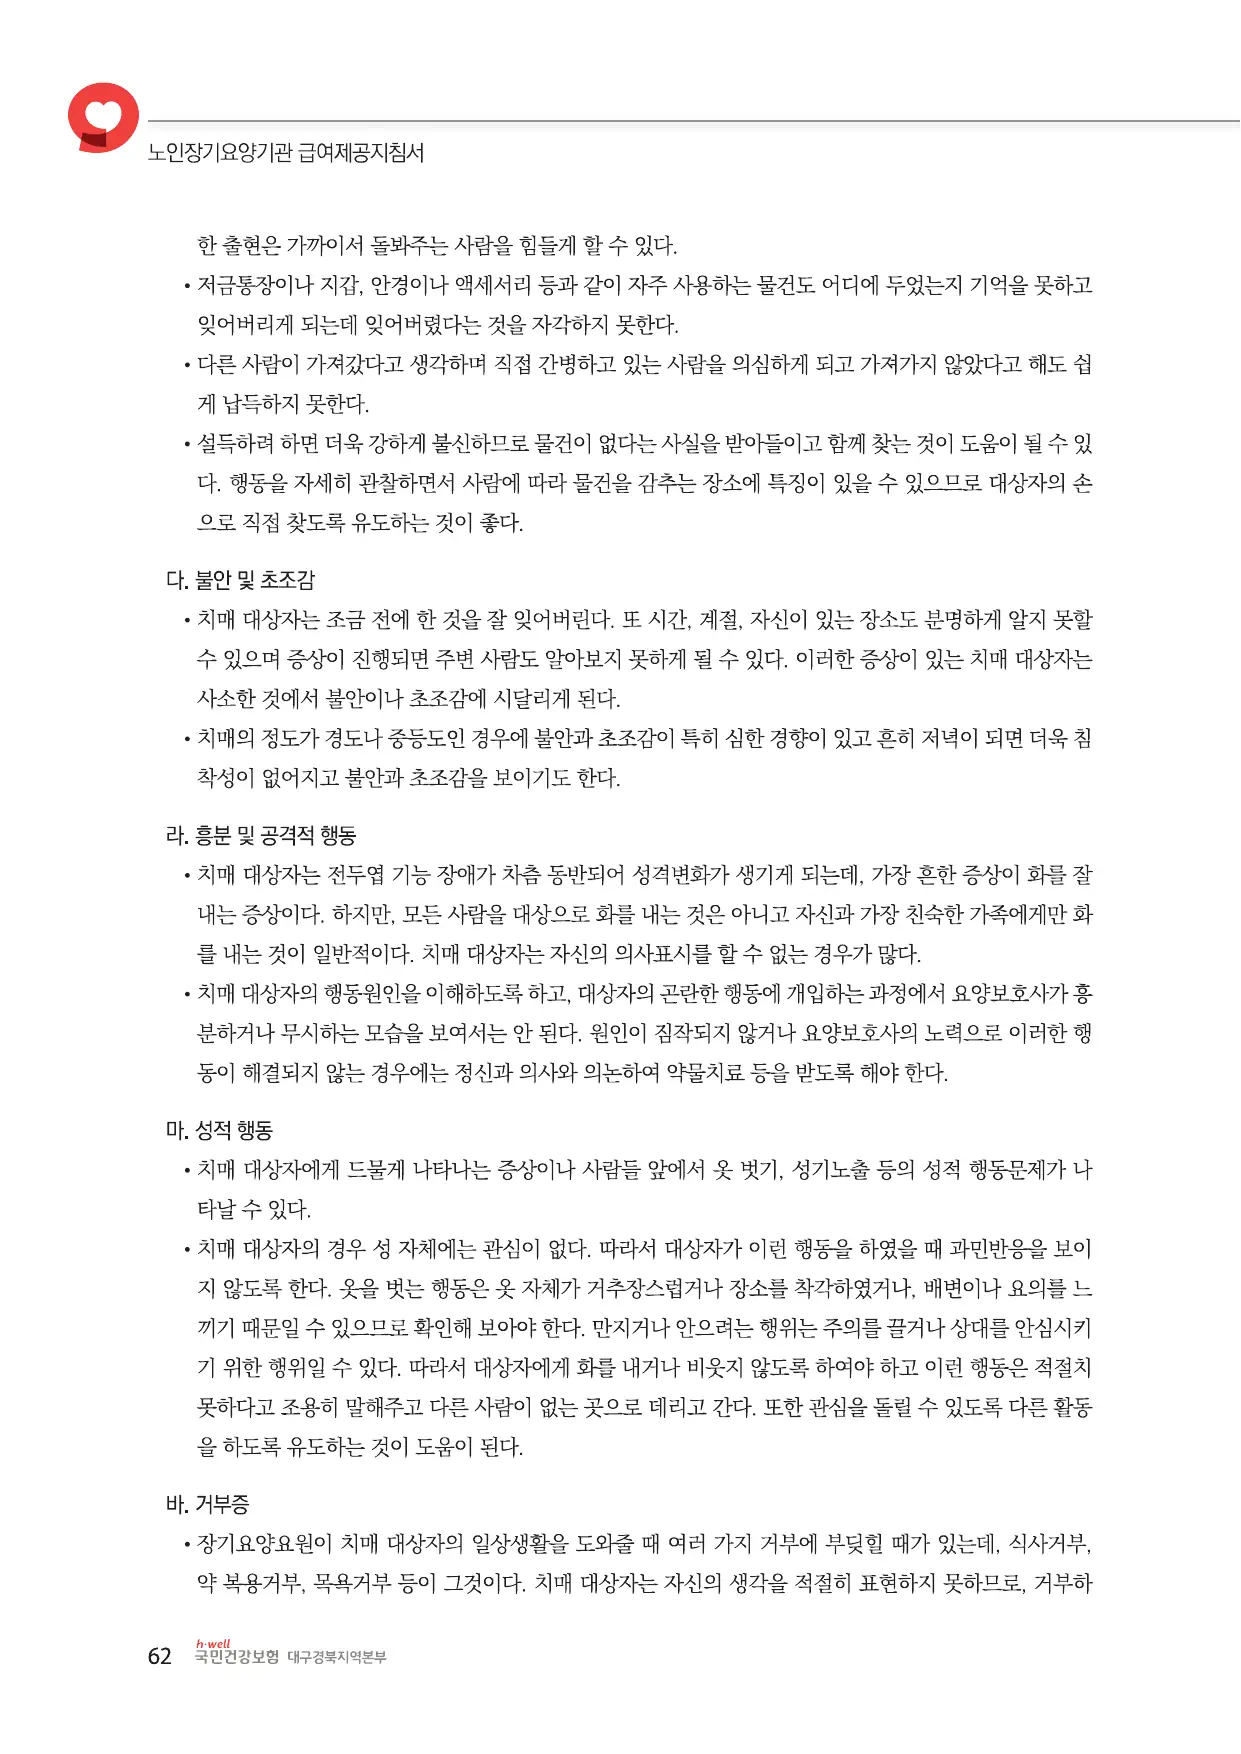 노인장기요양기관 급여제공지침서
한 출현은 가까이서 돌봐주는 사람을 힘들게 할 수 있다.
• 저금통장이나 지갑, 안경이나 액세서리 등과 같이 자주 사용하는 물건도 어디에 두었는지 기억을 못하고
잊어버리게 되는데 잊어버렸다는 것을 자각하지 못한다.
• 다른 사람이 가져갔다고 생각하며 직접 간병하고 있는 사람을 의심하게 되고 가져가지 않았다고 해도 쉽
게 납득하지 못한다.
• 설득하려 하면 더욱 강하게 불신하므로 물건이 없다는 사실을 받아들이고 함께 찾는 것이 도움이 될 수 있
다. 행동을 자세히 관찰하면서 사람에 따라 물건을 감추는 장소에 특징이 있을 수 있으므로 대상자의 손
으로 직접 찾도록 유도하는 것이 좋다.
다. 불안 및 초조감
• 치매 대상자는 조금 전에 한 것을 잘 잊어버린다. 또 시간, 계절, 자신이 있는 장소도 분명하게 알지 못할
수 있으며 증상이 진행되면 주변 사람도 알아보지 못하게 될 수 있다. 이러한 증상이 있는 치매 대상자는
사소한 것에서 불안이나 초조감에 시달리게 된다.
• 치매의 정도가 경도나 중등도인 경우에 불안과 초조감이 특히 심한 경향이 있고 흔히 저녁이 되면 더욱 침
착성이 없어지고 불안과 초조감을 보이기도 한다.
라. 흥분 및 공격적 행동
• 치매 대상자는 전두엽 기능 장애가 차츰 동반되어 성격변화가 생기게 되는데, 가장 흔한 증상이 화를 잘
내는 증상이다. 하지만, 모든 사람을 대상으로 화를 내는 것은 아니고 자신과 가장 친숙한 가족에게만 화
를 내는 것이 일반적이다. 치매 대상자는 자신의 의사표시를 할 수 없는 경우가 많다.
• 치매 대상자의 행동원인을 이해하도록 하고, 대상자의 곤란한 행동에 개입하는 과정에서 요양보호사가 흥
분하거나 무시하는 모습을 보여서는 안 된다. 원인이 짐작되지 않거나 요양보호사의 노력으로 이러한 행
동이 해결되지 않는 경우에는 정신과 의사와 의논하여 약물치료 등을 받도록 해야 한다.
마. 성적 행동
• 치매 대상자에게 드물게 나타나는 증상이나 사람들 앞에서 옷 벗기, 성기노출 등의 성적 행동문제가 나
타날 수 있다.
• 치매 대상자의 경우 성 자체에는 관심이 없다. 따라서 대상자가 이런 행동을 하였을 때 과민반응을 보이
지 않도록 한다. 옷을 벗는 행동은 옷 자체가 거추장스럽거나 장소를 착각하였거나, 배변이나 요의를 느
끼기 때문일 수 있으므로 확인해 보아야 한다. 만지거나 안으려는 행위는 주의를 끌거나 상대를 안심시키
기 위한 행위일 수 있다. 따라서 대상자에게 화를 내거나 비웃지 않도록 하여야 하고 이런 행동은 적절치
못하다고 조용히 말해주고 다른 사람이 없는 곳으로 데리고 간다. 또한 관심을 돌릴 수 있도록 다른 활동
을 하도록 유도하는 것이 도움이 된다.
바. 거부증
• 장기요양요원이 치매 대상자의 일상생활을 도와줄 때 여러 가지 거부에 부딪힐 때가 있는데, 식사거부,
약 복용거부, 목욕거부 등이 그것이다. 치매 대상자는 자신의 생각을 적절히 표현하지 못하므로, 거부하
62 h·well 국민건강보험 대구경북지역본부